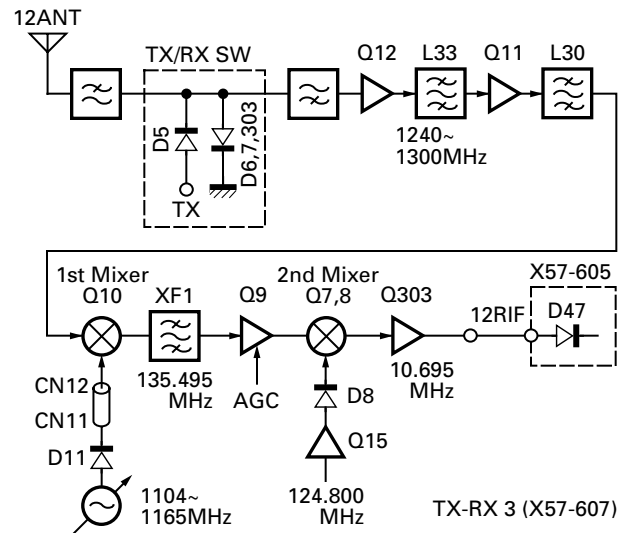 12ANT
TX/RX SW
D5
D6,7,303
TX
Q12
L33
Q11
L30
1240~
1300MHz
1st Mixer
Q10
XF1
Q9
2nd Mixer
Q7,8
Q303
12RIF
X57-605
D47
135.495
MHz
10.695
MHz
CN12
CN11
AGC
D8
D11
Q15
1104~
1165MHz
124.800
MHz
TX-RX 3 (X57-607)